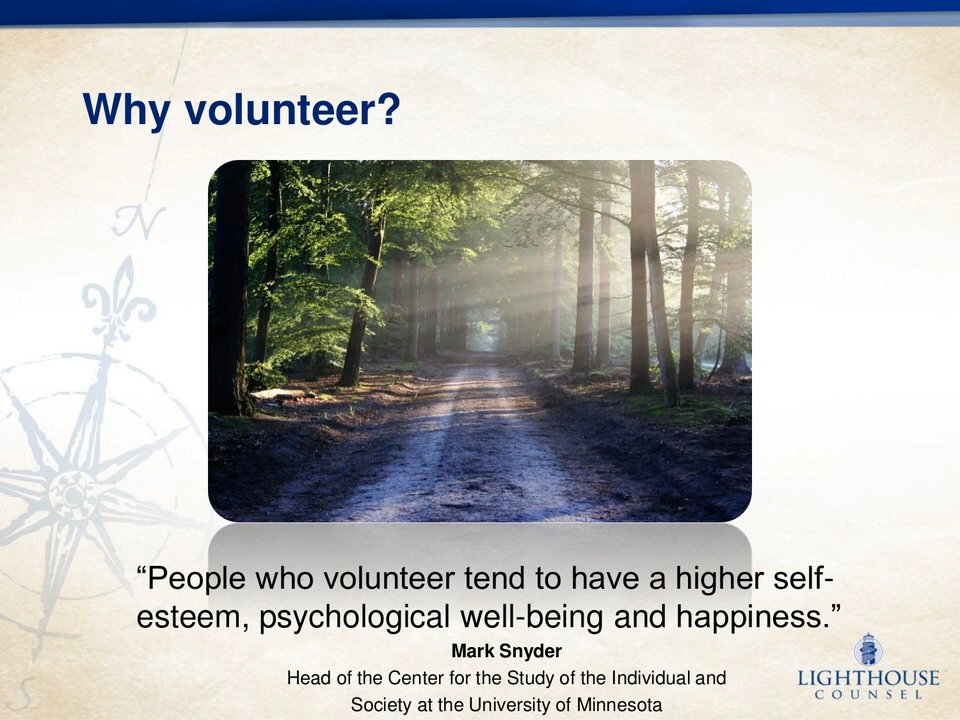 Why volunteer?
N
“People who volunteer tend to have a higher self-
esteem, psychological well-being and happiness.”
Mark Snyder
Head of the Center for the Study of the Individual and
Society at the University of Minnesota
LIGHTHOUSE
COUNSEL
S